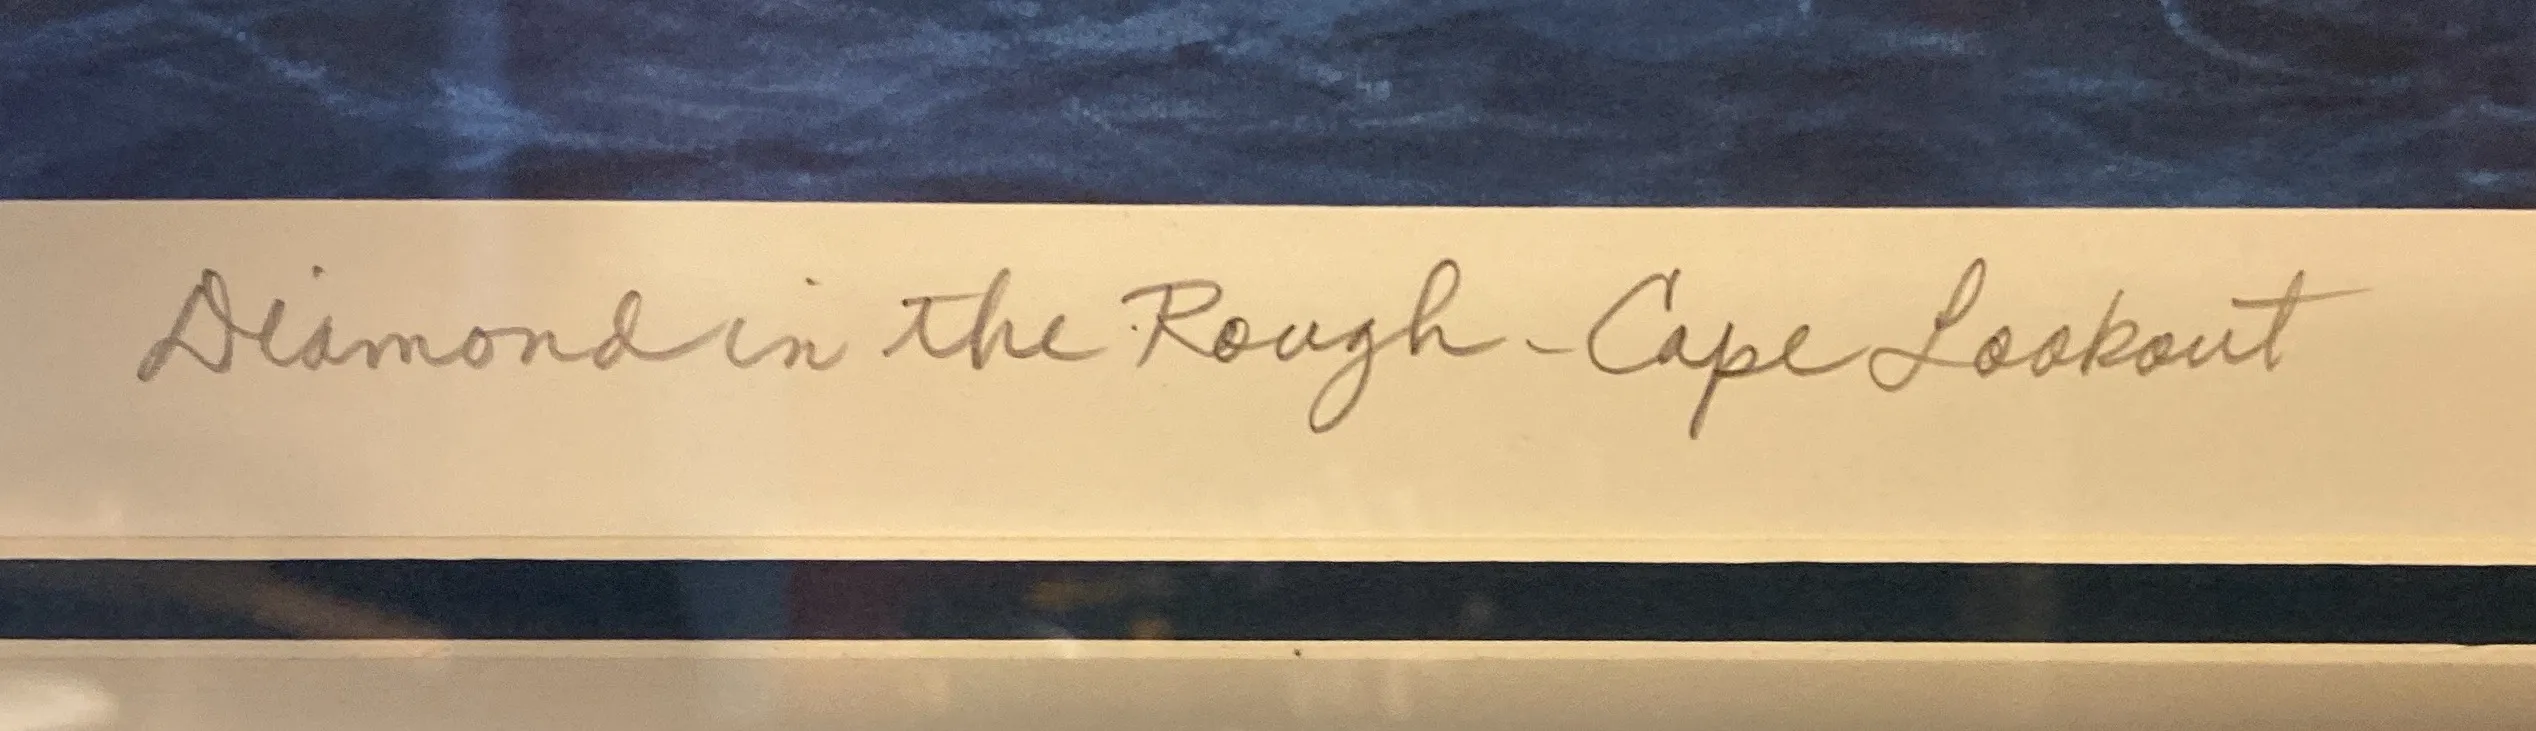 Diamond in the Rough - Cape Lookout